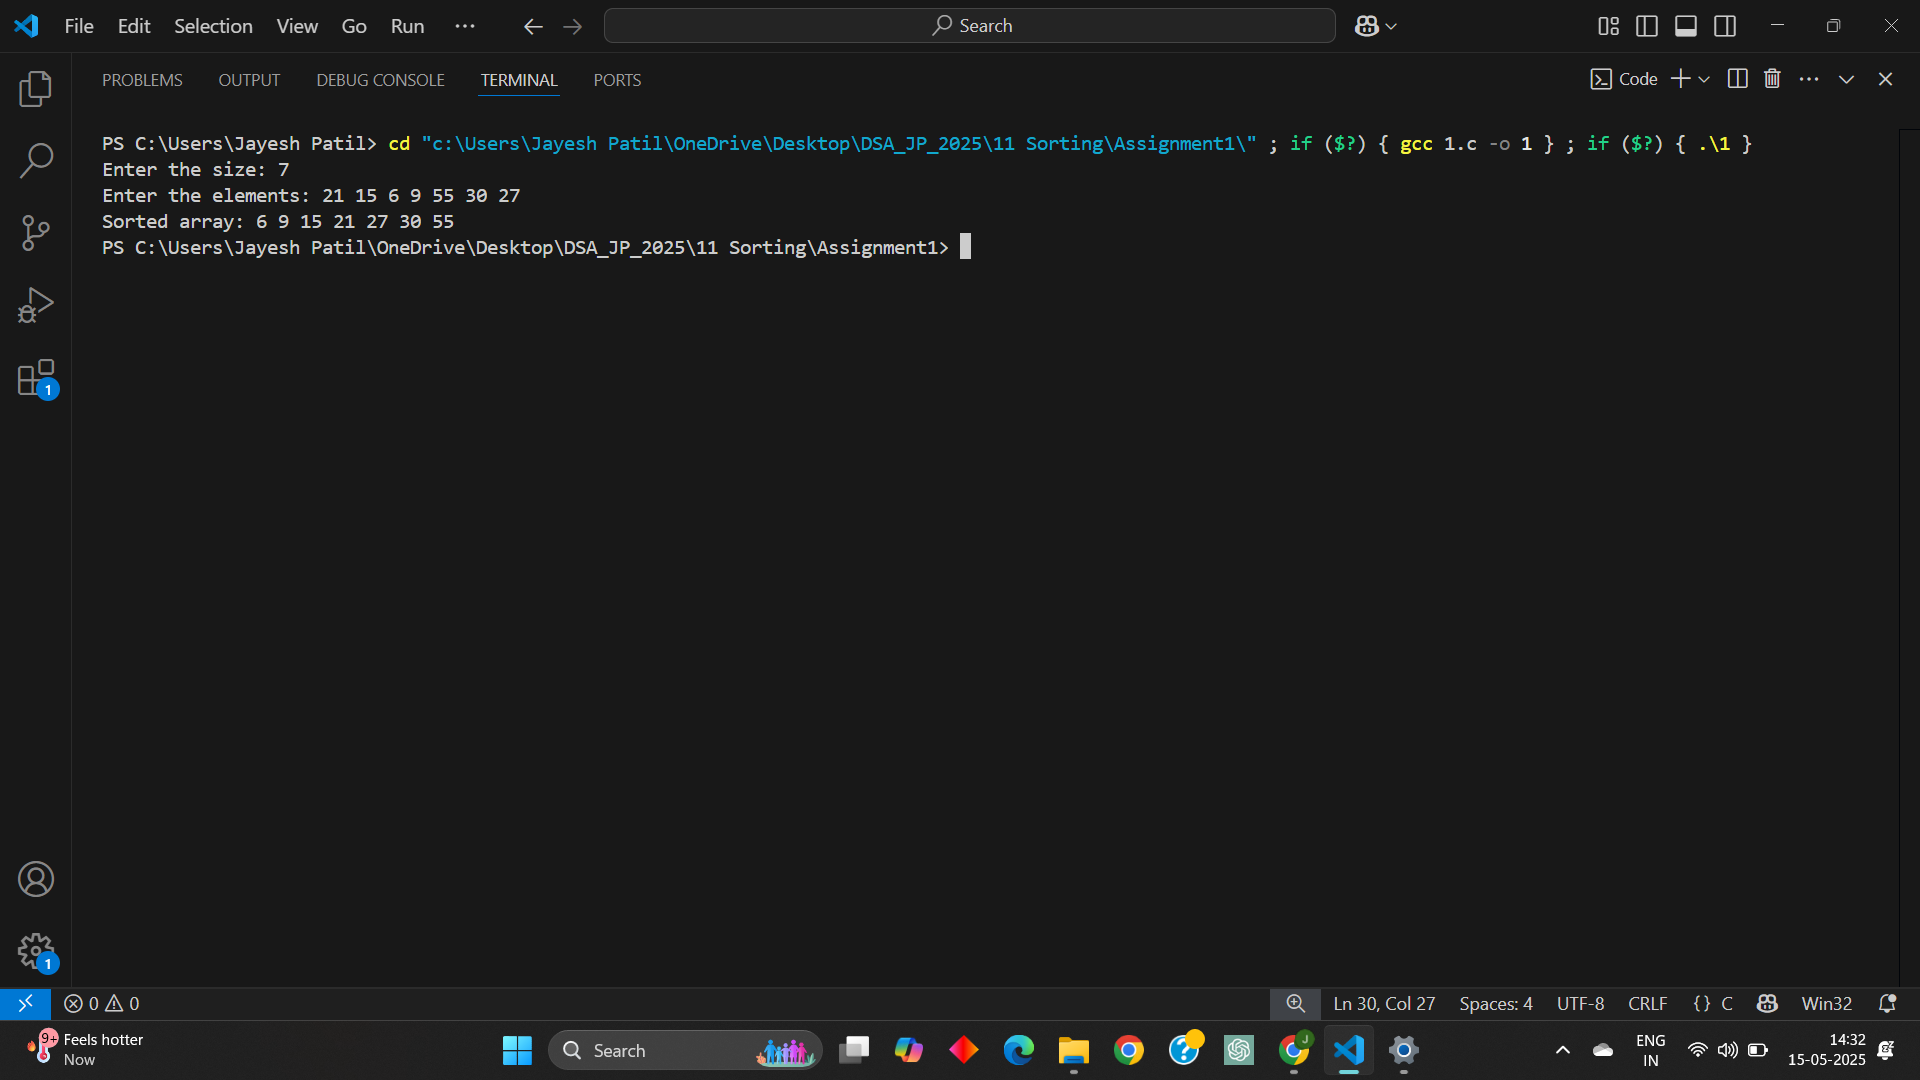 File Edit Selection View Go Run ··· Search
PROBLEMS OUTPUT DEBUG CONSOLE TERMINAL PORTS Code
PS C:\Users\Jayesh Patil> cd "c:\Users\Jayesh Patil\OneDrive\Desktop\DSA_JP_2025\11 Sorting\Assignment1\" ; if ($?) { gcc 1.c -o 1 } ; if ($?) { .\1 }
Enter the size: 7
Enter the elements: 21 15 6 9 55 30 27
Sorted array: 6 9 15 21 27 30 55
PS C:\Users\Jayesh Patil\OneDrive\Desktop\DSA_JP_2025\11 Sorting\Assignment1>
1
1
0 0 Ln 30, Col 27 Spaces: 4 UTF-8 CRLF {} C Win32
9+ Feels hotter
Now
Search
J
ENG
IN
14:32
15-05-2025